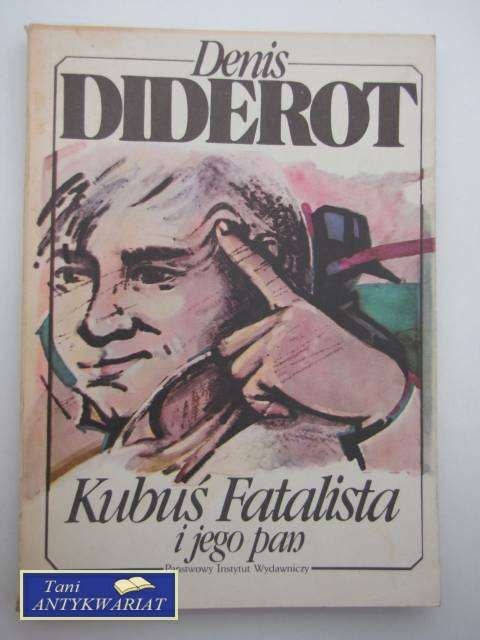 Denis
DIDEROT
Kubuś Fatalista
i jego pan
Państwowy Instytut Wydawniczy
Tani
ANTYKWARIAT